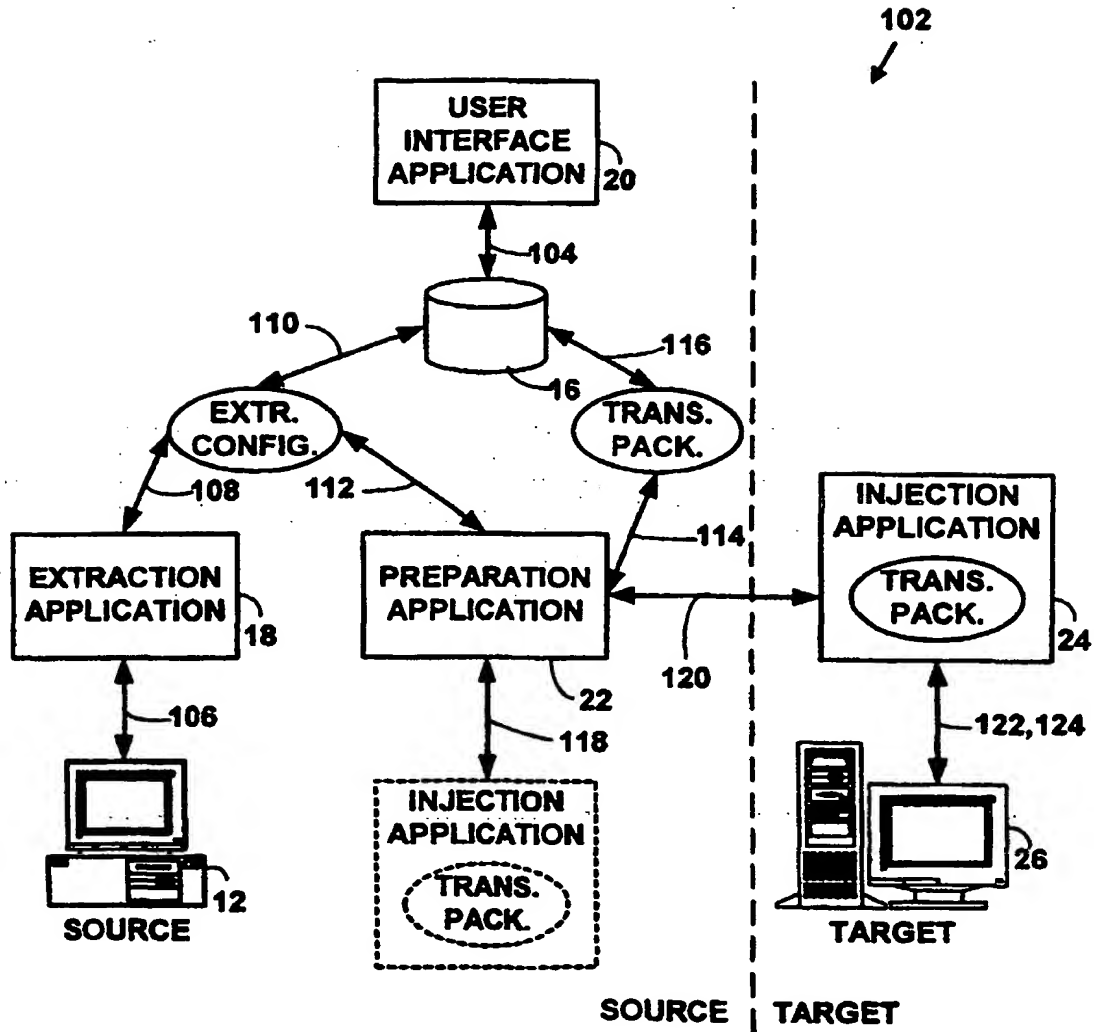 102
USER
INTERFACE
APPLICATION
20
104
110
116
16
EXTR.
CONFIG.
TRANS.
PACK.
108
112
114
INJECTION
APPLICATION
TRANS.
PACK.
24
EXTRACTION
APPLICATION
18
PREPARATION
APPLICATION
22
120
106
118
122,124
INJECTION
APPLICATION
TRANS.
PACK.
12
SOURCE
26
TARGET
SOURCE
TARGET